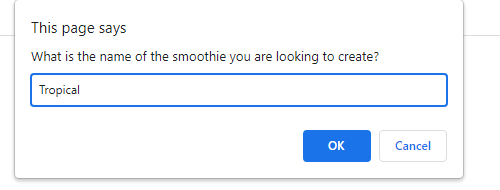 This page says
What is the name of the smoothie you are looking to create?
Tropical
OK Cancel